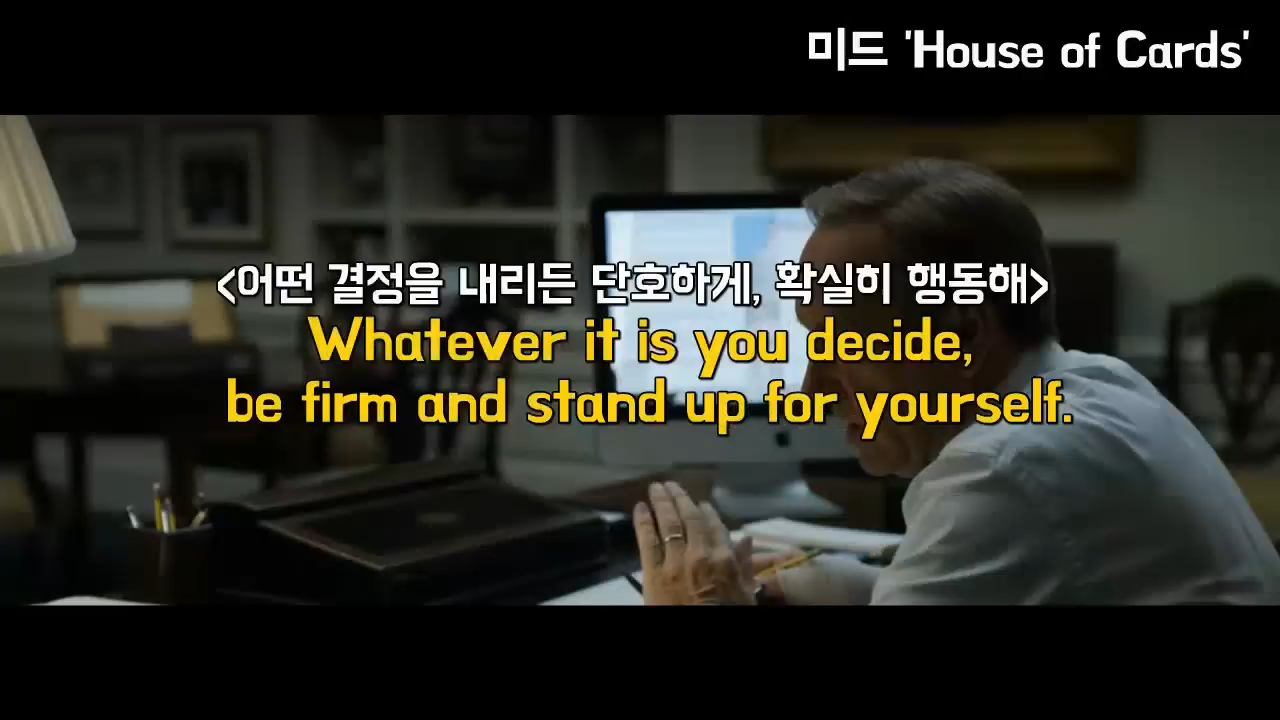 미드 'House of Cards'
<어떤 결정을 내리든 단호하게, 확실히 행동해>
Whatever it is you decide,
be firm and stand up for yourself.